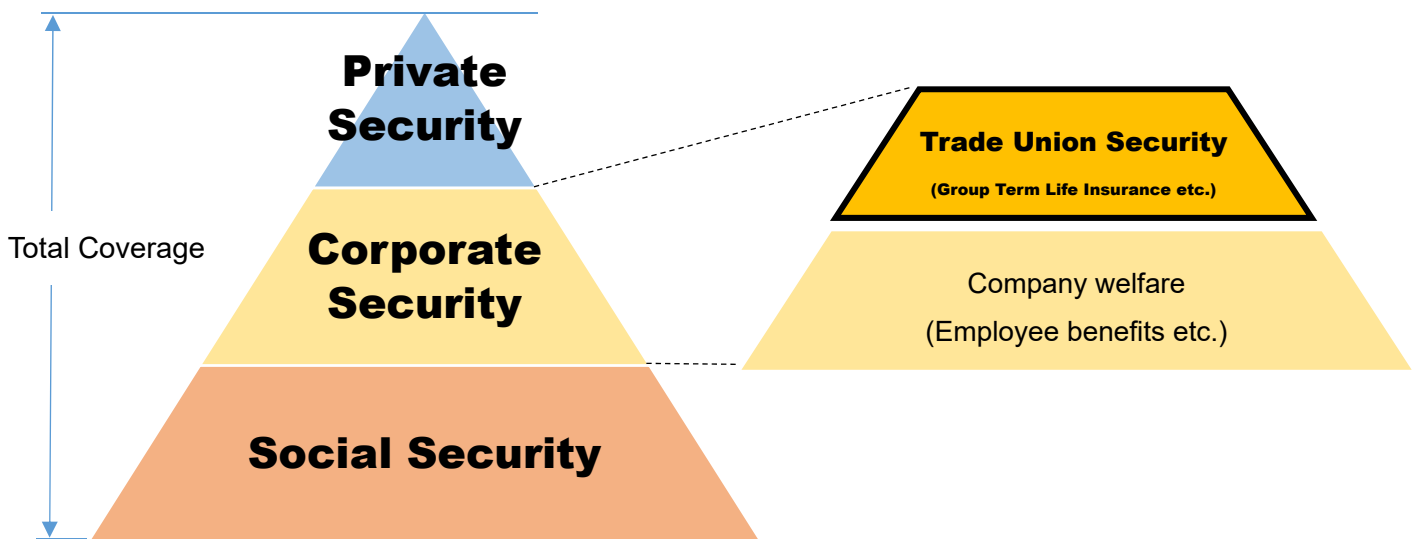 Private
Security
Trade Union Security
(Group Term Life Insurance etc.)
Total Coverage
Corporate
Security
Company welfare
(Employee benefits etc.)
Social Security